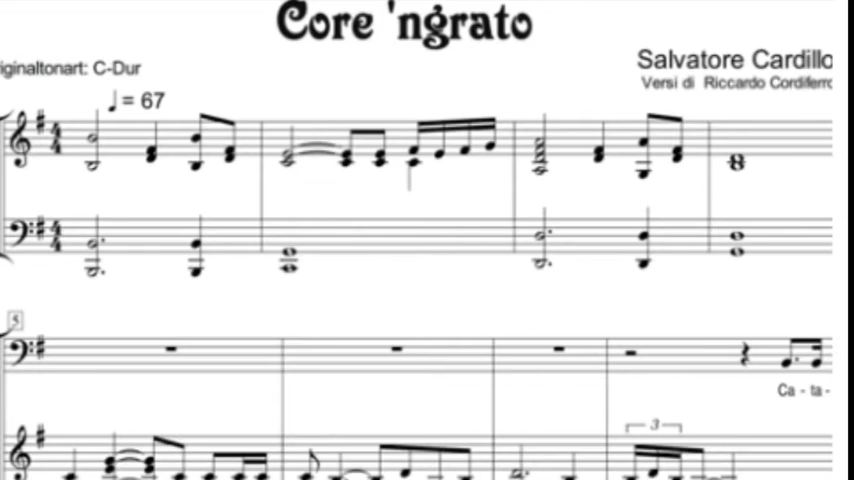 Core 'ngrato
Salvatore Cardillo
iginaltonart: C-Dur
Versi di Riccardo Cordiferro
= 67
5
Ca - ta -
3